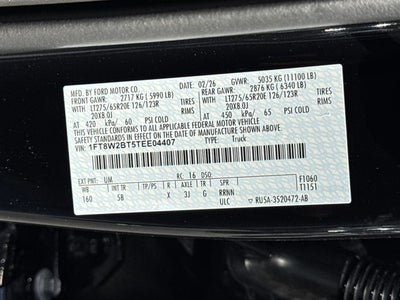 MFD. BY FORD MOTOR CO.
02/26 GVWR: 5035 KG (11100 LB)
FRONT GAWR: 2717 KG (5990 LB) REAR GAWR: 2876 KG (6340 LB)
WITH LT275/65R20E 126/123R WITH LT275/65R20E 126/123R
20X8.0J 20X8.0J
AT 420 kPa/ 60 PSI COLD AT 450 kPa/ 65 PSI COLD
THIS VEHICLE CONFORMS TO ALL APPLICABLE FEDERAL MOTOR VEHICLE
SAFETY STANDARDS IN EFFECT ON THE DATE OF MANUFACTURE SHOWN ABOVE.
VIN: 1FT8W2BT5TEE04407 TYPE: Truck
EXT PNT: UM RC: 16 DSO: F1060
WB INT TR TP/PS R AXLE TR SPR T1151
160 5B X 3J G RRNN
ULC RU5A-3520472-AB